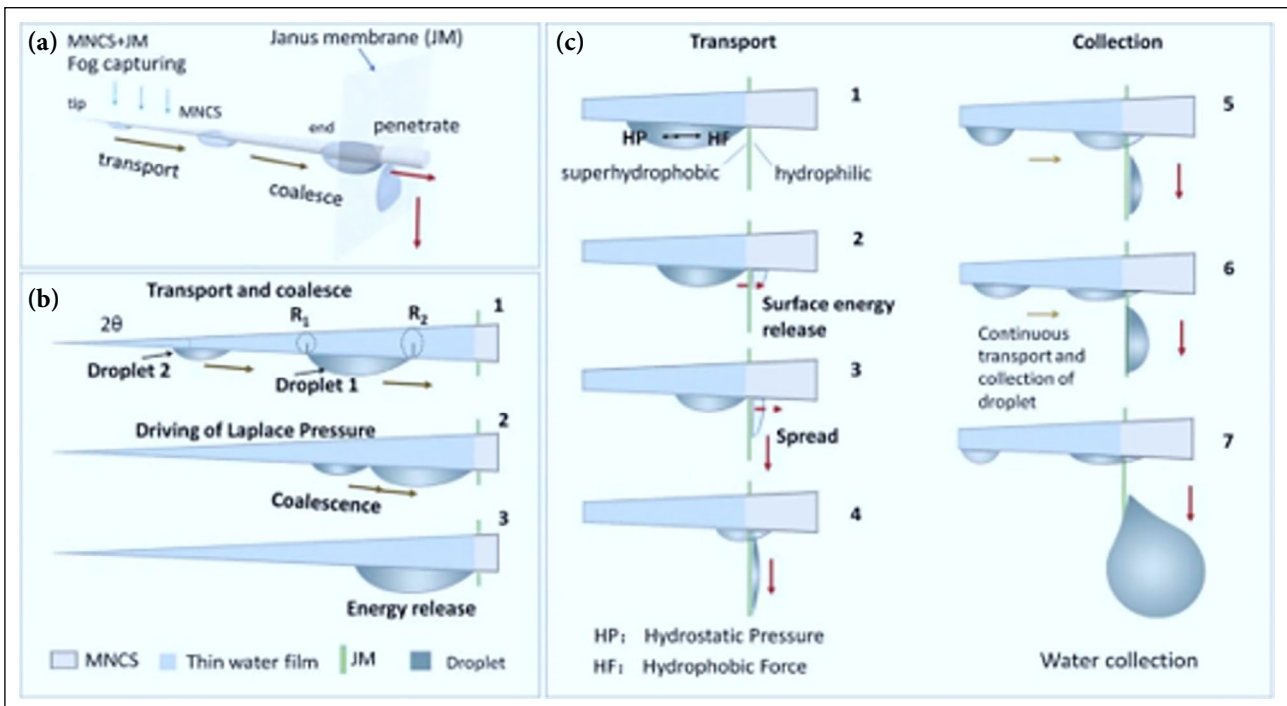 (a)
MNCS+JM
Fog capturing
Janus membrane (JM)
tip
MNCS
end
penetrate
transport
coalesce
(b)
Transport and coalesce
1
2θ
R1
R2
Droplet 2
Droplet 1
Driving of Laplace Pressure
2
Coalescence
3
Energy release
MNCS
Thin water film
JM
Droplet
(c)
Transport
1
HP
HF
superhydrophobic
hydrophilic
2
Surface energy
release
3
Spread
4
HP: Hydrostatic Pressure
HF: Hydrophobic Force
Collection
5
6
Continuous
transport and
collection of
droplet
7
Water collection